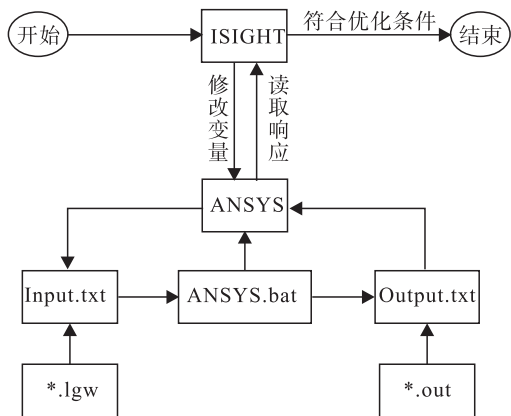 开始
ISIGHT
符合优化条件
结束
修改变量
读取响应
ANSYS
Input.txt
ANSYS.bat
Output.txt
*.lgw
*.out